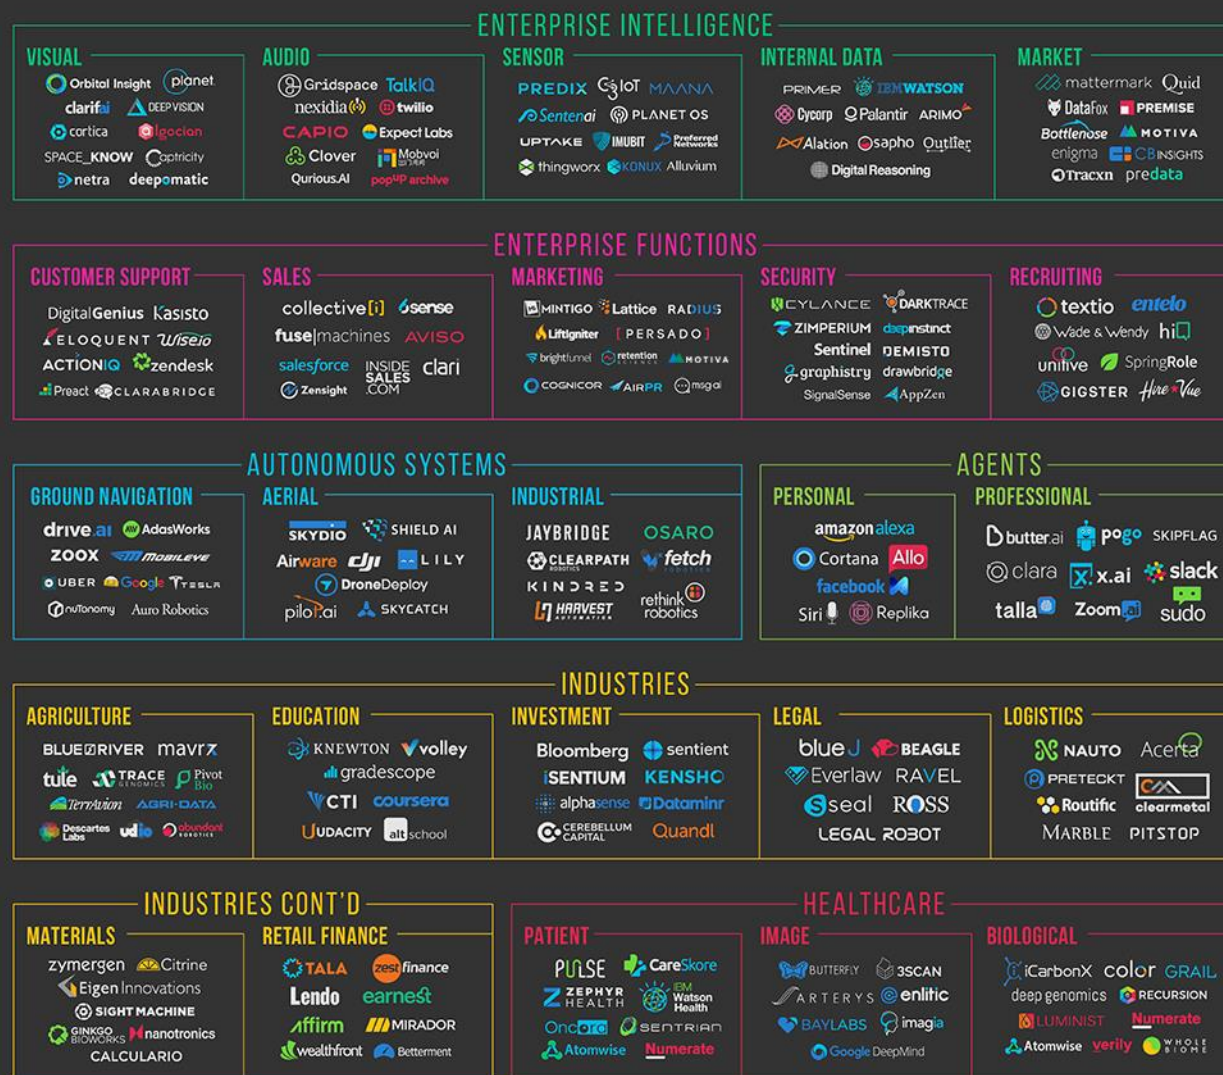 ENTERPRISE INTELLIGENCE
VISUAL
Orbital Insight planet.
clarifai DEEP VISION
cortica algocian
SPACE_KNOW Captricity
netra deepomatic
AUDIO
Gridspace TalkIQ
nexidia twilio
CAPIO Expect Labs
Clover Mobvoi
Qurious.AI popUP archive
SENSOR
PREDIX C3IoT MAANA
Sentenai PLANET OS
UPTAKE IMUBIT Preferred Networks
thingworx KONUX Alluvium
INTERNAL DATA
PRIMER IBM WATSON
Cycorp Palantir ARIMO
Alation sapho Outlier
Digital Reasoning
MARKET
mattermark Quid
DataFox PREMISE
Bottlenose MOTIVA
enigma CB INSIGHTS
Tracxn predata
ENTERPRISE FUNCTIONS
CUSTOMER SUPPORT
DigitalGenius Kasisto
ELOQUENT Wiseio
ACTIONIQ zendesk
Preact CLARABRIDGE
SALES
collective[i] 6sense
fuse|machines AVISO
salesforce INSIDE SALES .COM clari
Zensight
MARKETING
MINTIGO Lattice RADIUS
LiftIgniter [PERSADO]
brightfunnel retention SCIENCE MOTIVA
COGNICOR AIRPR msg.ai
SECURITY
CYLANCE DARKTRACE
ZIMPERIUM deepinstinct
Sentinel DEMISTO
graphistry drawbridge
SignalSense AppZen
RECRUITING
textio entelo
Wade & Wendy hiQ
unitive SpringRole
GIGSTER HireVue
AUTONOMOUS SYSTEMS
GROUND NAVIGATION
drive.ai AdasWorks
ZOOX MOBILEYE
UBER Google TESLA
nuTonomy Auro Robotics
AERIAL
SKYDIO SHIELD AI
Airware dji LILY
DroneDeploy
pilot.ai SKYCATCH
INDUSTRIAL
JAYBRIDGE OSARO
CLEARPATH ROBOTICS fetch robotics
KINDRED
HARVEST AUTOMATION rethink robotics
AGENTS
PERSONAL
amazon alexa
Cortana Allo
facebook
Siri Replika
PROFESSIONAL
butter.ai pogo SKIPFLAG
clara x.ai slack
talla Zoom.ai sudo
INDUSTRIES
AGRICULTURE
BLUE RIVER mavrx
tule TRACE GENOMICS Pivot Bio
TerrAvion AGRI-DATA
Descartes Labs udio abundant ROBOTICS
EDUCATION
KNEWTON volley
gradescope
CTI coursera
UDACITY alt school
INVESTMENT
Bloomberg sentient
iSENTIUM KENSHO
alphasense Dataminr
CEREBELLUM CAPITAL Quandl
LEGAL
blue J BEAGLE
Everlaw RAVEL
Seal ROSS
LEGAL ROBOT
LOGISTICS
NAUTO Acerta
PRETECKT
Routific clearmetal
MARBLE PITSTOP
INDUSTRIES CONT'D
MATERIALS
zymergen Citrine
Eigen Innovations
SIGHT MACHINE
GINKGO BIOWORKS nanotronics
CALCULARIO
RETAIL FINANCE
TALA zest finance
Lendo earnest
affirm MIRADOR
wealthfront Betterment
HEALTHCARE
PATIENT
PULSE CareSkore
ZEPHYR HEALTH IBM Watson Health
Oncora SENTRIAN
Atomwise Numerate
IMAGE
BUTTERFLY 3SCAN
ARTERYS enlitic
BAYLABS imagia
Google DeepMind
BIOLOGICAL
iCarbonX color GRAIL
deep genomics RECURSION
LUMINIST Numerate
Atomwise verily WHOLE BIOME